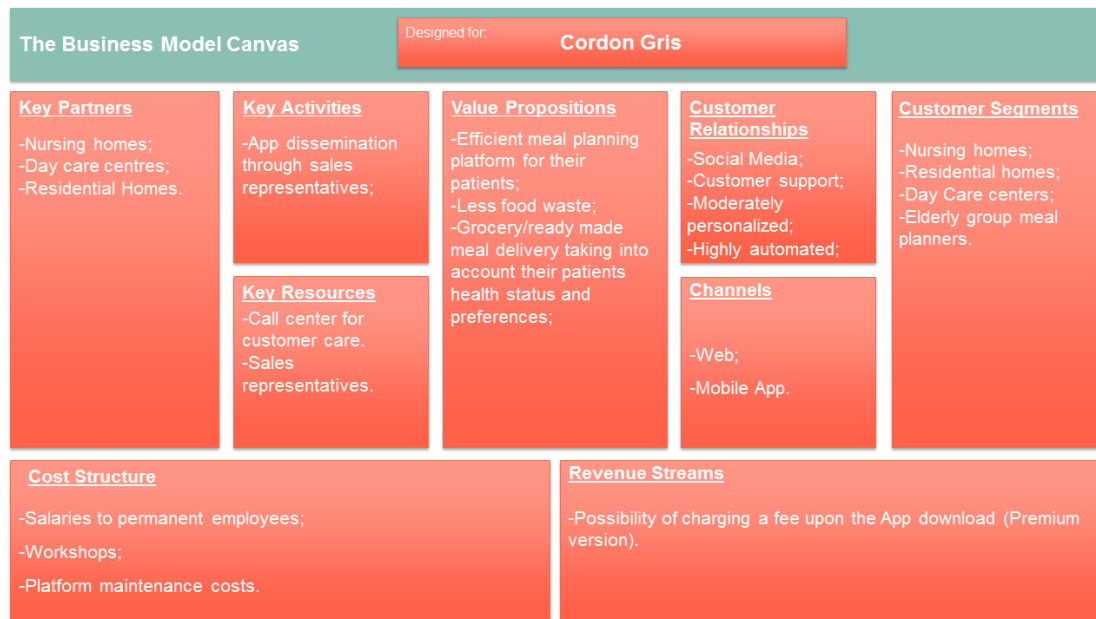 The Business Model Canvas
Designed for:
Cordon Gris
Key Partners
-Nursing homes;
-Day care centres;
-Residential Homes.
Key Activities
-App dissemination
through sales
representatives;
Key Resources
-Call center for
customer care.
-Sales
representatives.
Value Propositions
-Efficient meal planning
platform for their
patients;
-Less food waste;
-Grocery/ready made
meal delivery taking into
account their patients
health status and
preferences;
Customer
Relationships
-Social Media;
-Customer support;
-Moderately
personalized;
-Highly automated;
Channels
-Web;
-Mobile App.
Customer Segments
-Nursing homes;
-Residential homes;
-Day Care centers;
-Elderly group meal
planners.
Cost Structure
-Salaries to permanent employees;
-Workshops;
-Platform maintenance costs.
Revenue Streams
-Possibility of charging a fee upon the App download (Premium
version).